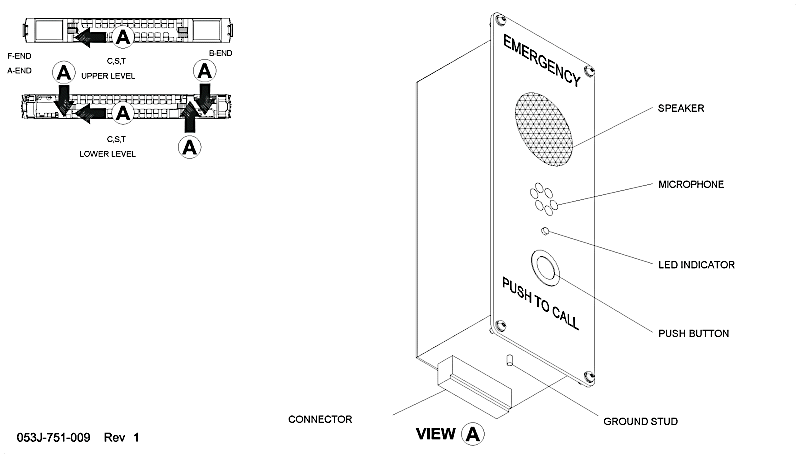 A
F-END
B-END
C,S,T
A-END
UPPER LEVEL
A
A
A
C,S,T
A
LOWER LEVEL
EMERGENCY
SPEAKER
MICROPHONE
LED INDICATOR
PUSH TO CALL
PUSH BUTTON
CONNECTOR
GROUND STUD
VIEW A
053J-751-009 Rev 1